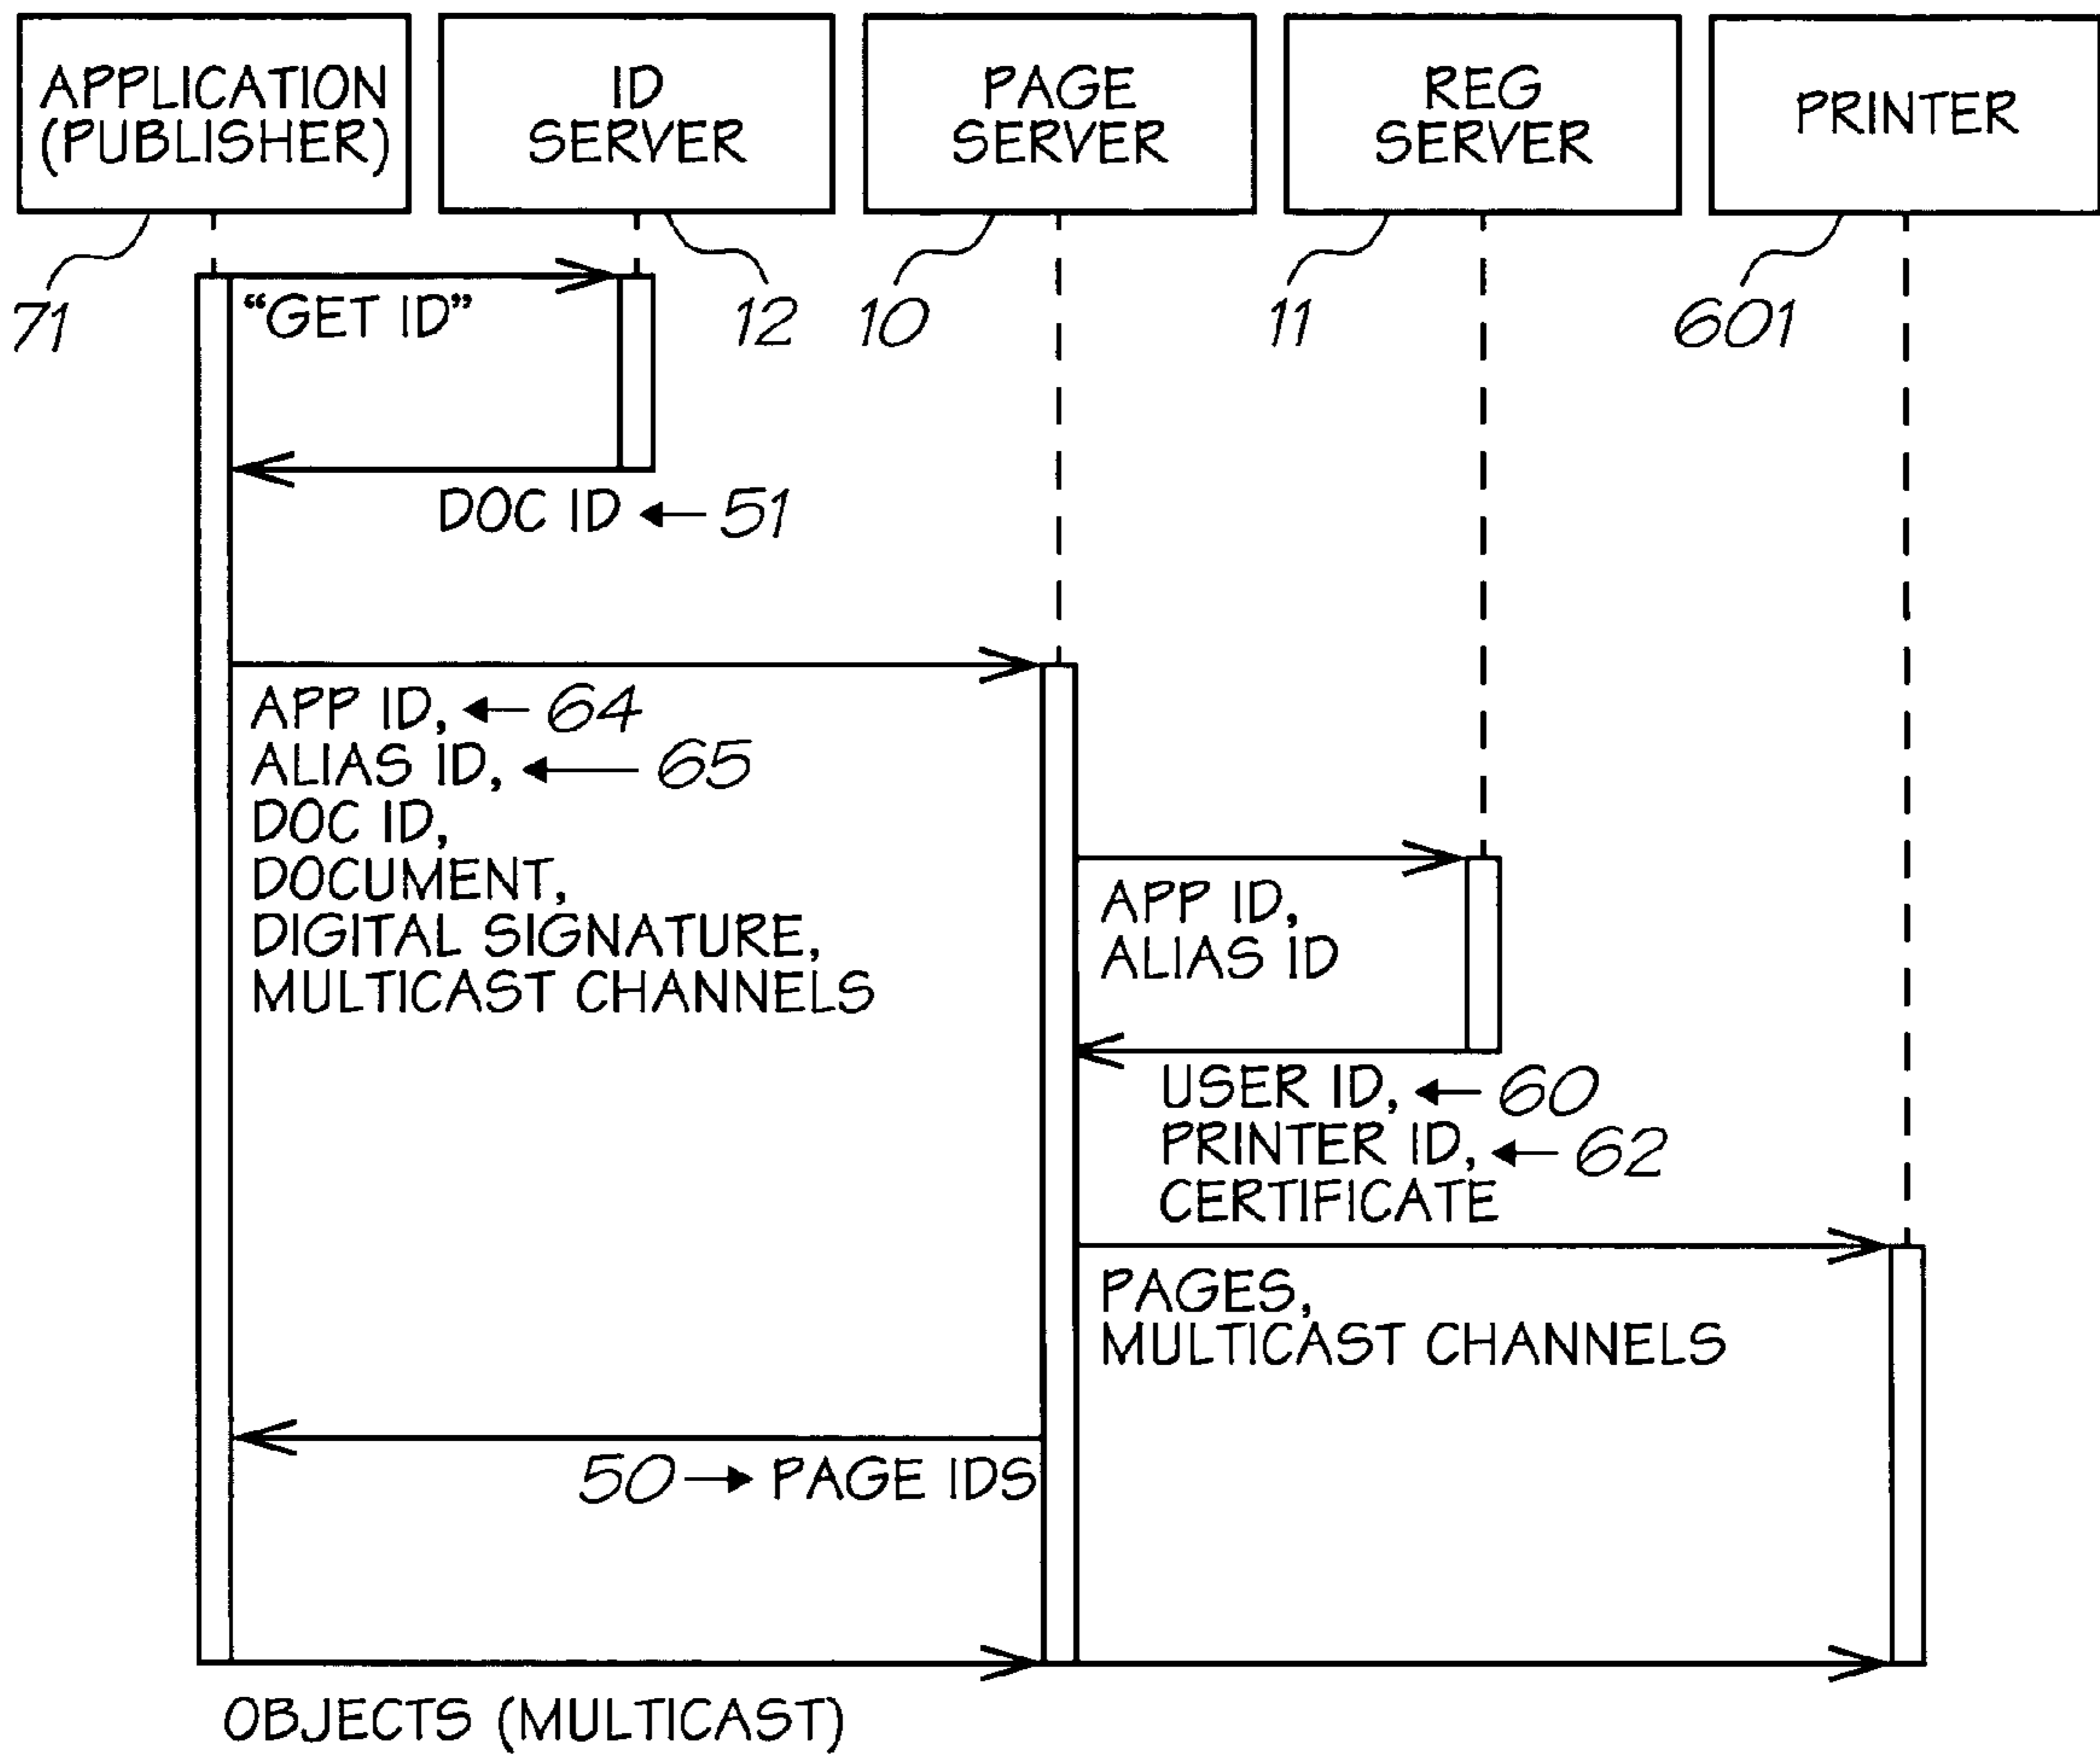 APPLICATION
(PUBLISHER)
ID
SERVER
PAGE
SERVER
REG
SERVER
PRINTER
71
12
10
11
601
“GET ID”
DOC ID
51
APP ID,
64
ALIAS ID,
65
DOC ID,
DOCUMENT,
DIGITAL SIGNATURE,
MULTICAST CHANNELS
APP ID,
ALIAS ID
USER ID,
60
PRINTER ID,
62
CERTIFICATE
PAGES,
MULTICAST CHANNELS
50
PAGE IDS
OBJECTS (MULTICAST)